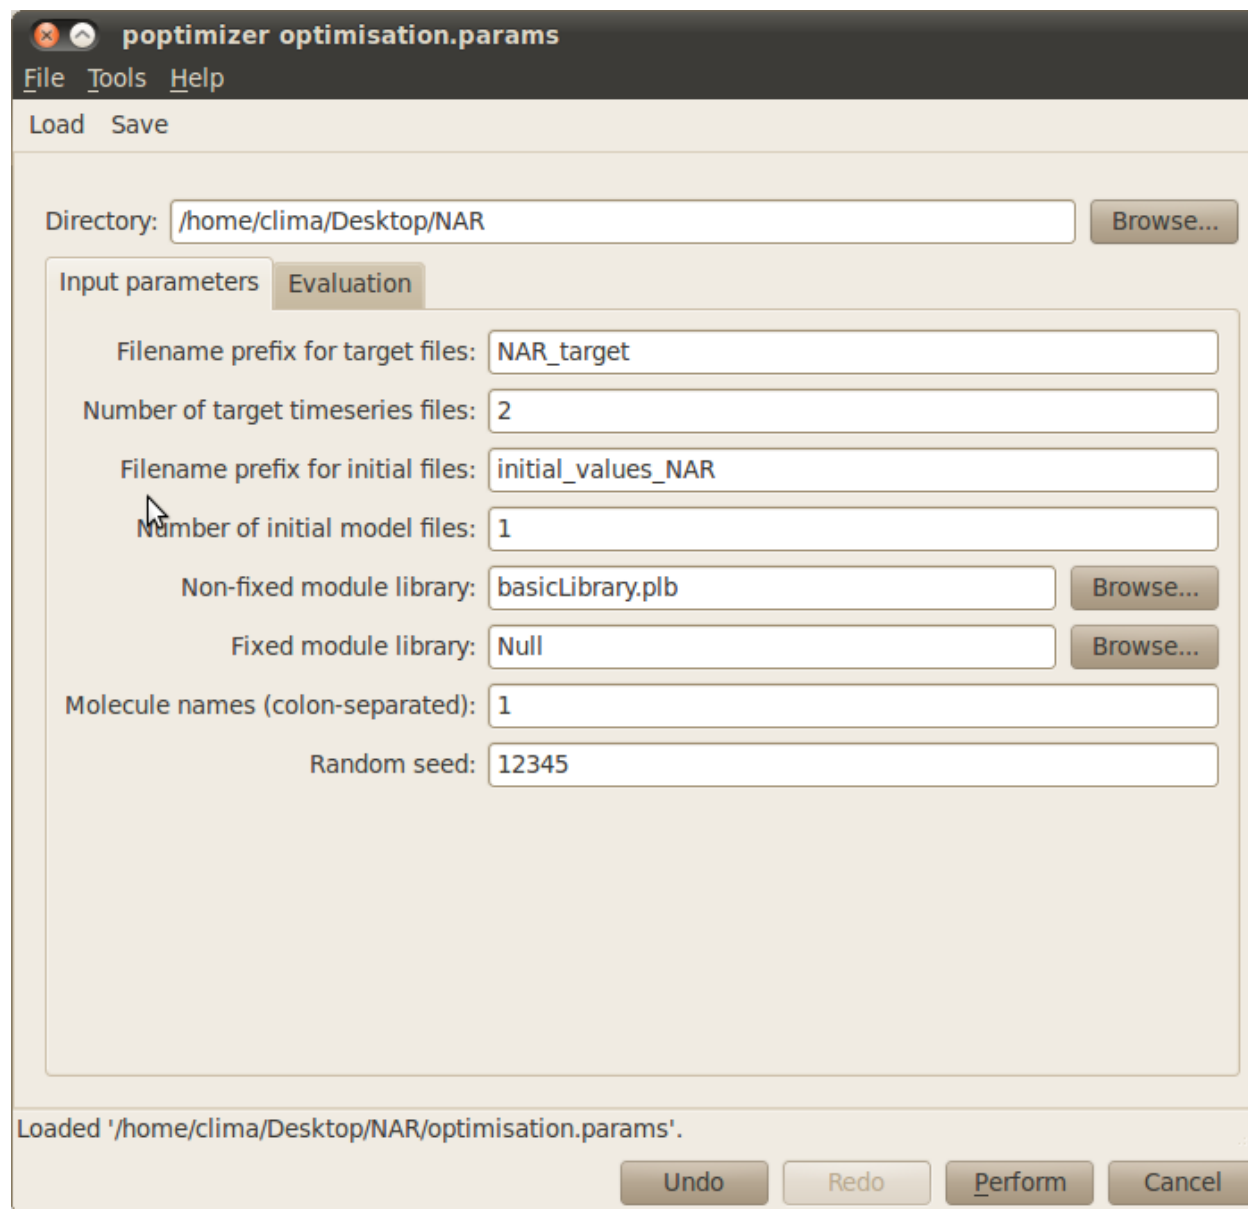 poptimizer optimisation.params
File Tools Help
Load Save
Directory: /home/clima/Desktop/NAR Browse...
Input parameters Evaluation
Filename prefix for target files: NAR_target
Number of target timeseries files: 2
Filename prefix for initial files: initial_values_NAR
Number of initial model files: 1
Non-fixed module library: basicLibrary.plb Browse...
Fixed module library: Null Browse...
Molecule names (colon-separated): 1
Random seed: 12345
Loaded '/home/clima/Desktop/NAR/optimisation.params'.
Undo Redo Perform Cancel